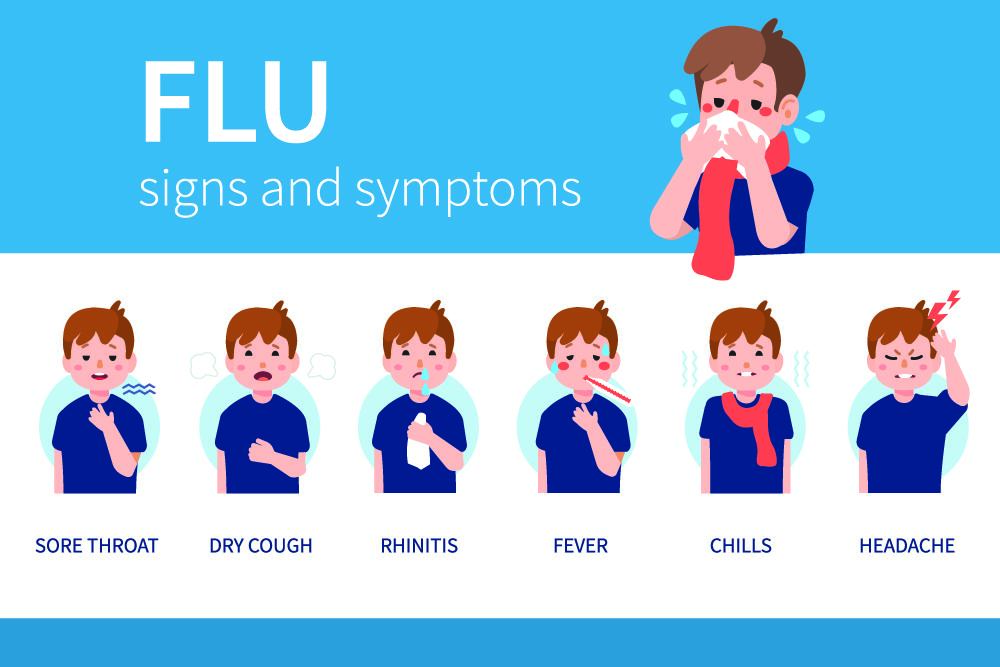 FLU
signs and symptoms
SORE THROAT
DRY COUGH
RHINITIS
FEVER
CHILLS
HEADACHE